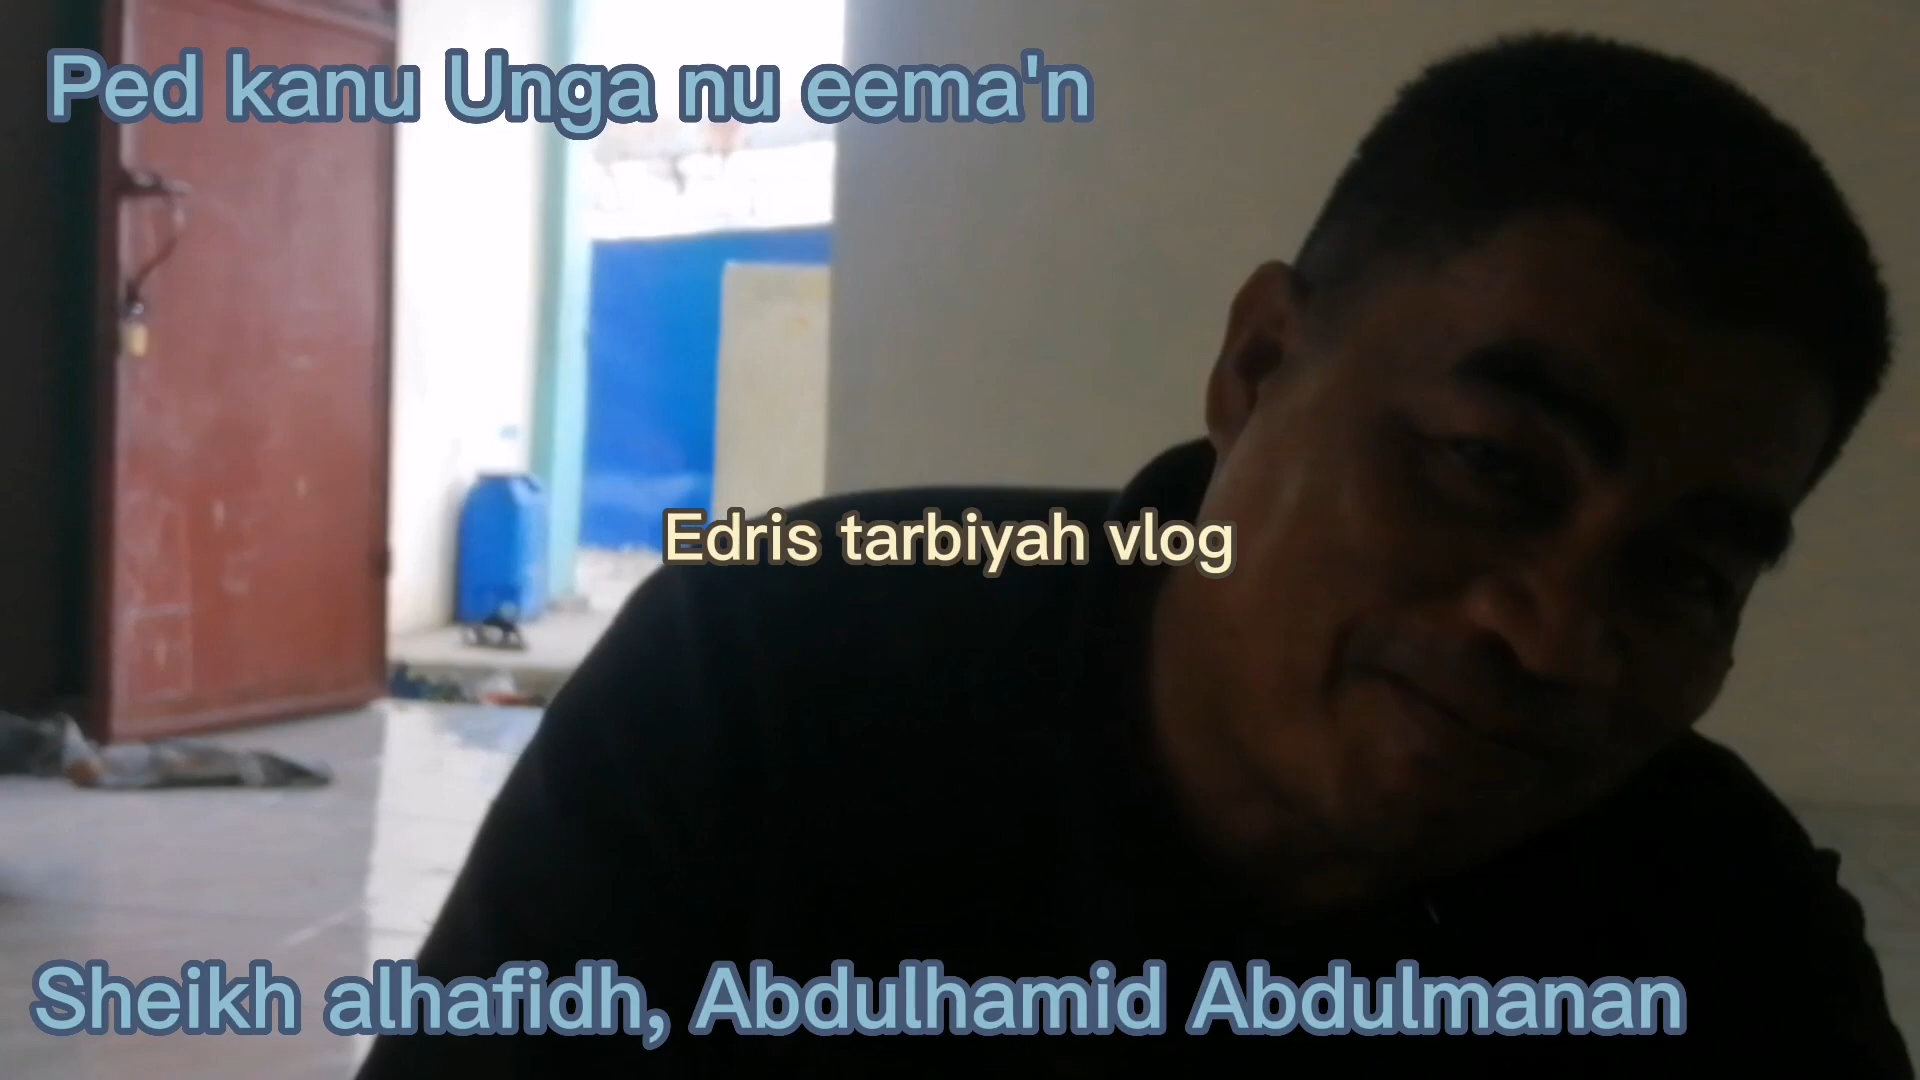 Ped kanu Unga nu eema'n
Edris tarbiyah vlog
Sheikh alhafidh, Abdulhamid Abdulmanan